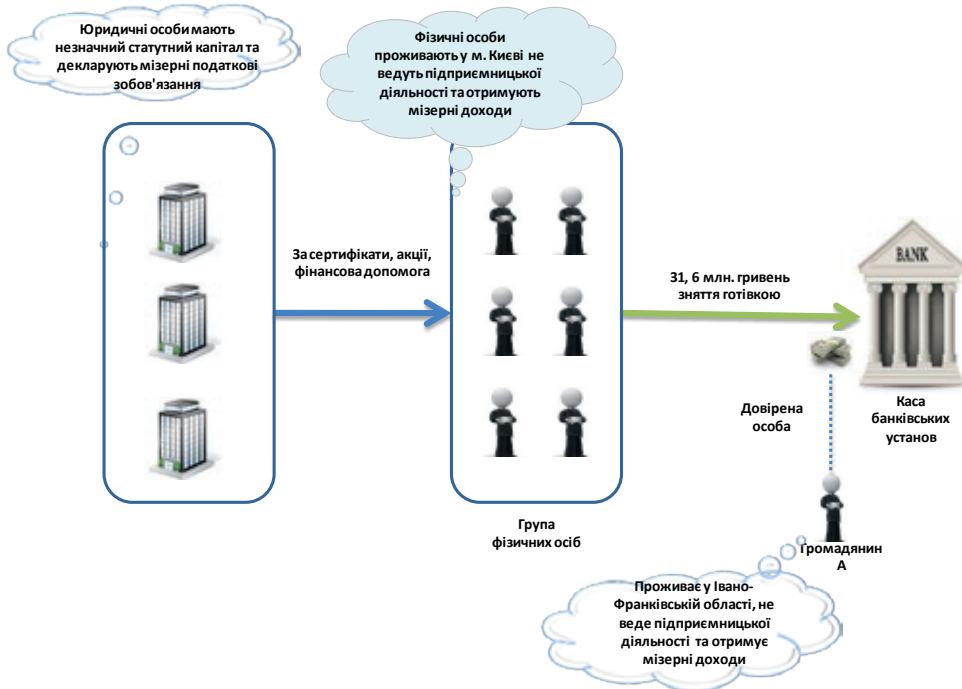 Юридичні особи мають
незначний статутний капітал та
декларують мізерні податкові
зобов'язання
Фізичні особи
проживають у м. Києві не
ведуть підприємницької
діяльності та отримують
мізерні доходи
За сертифікати, акції,
фінансова допомога
31, 6 млн. гривень
зняття готівкою
BANK
Каса
банківських
установ
Довірена
особа
Група
фізичних осіб
Громадянин
А
Проживає у Івано-
Франківській області, не
веде підприємницької
діяльності та отримує
мізерні доходи